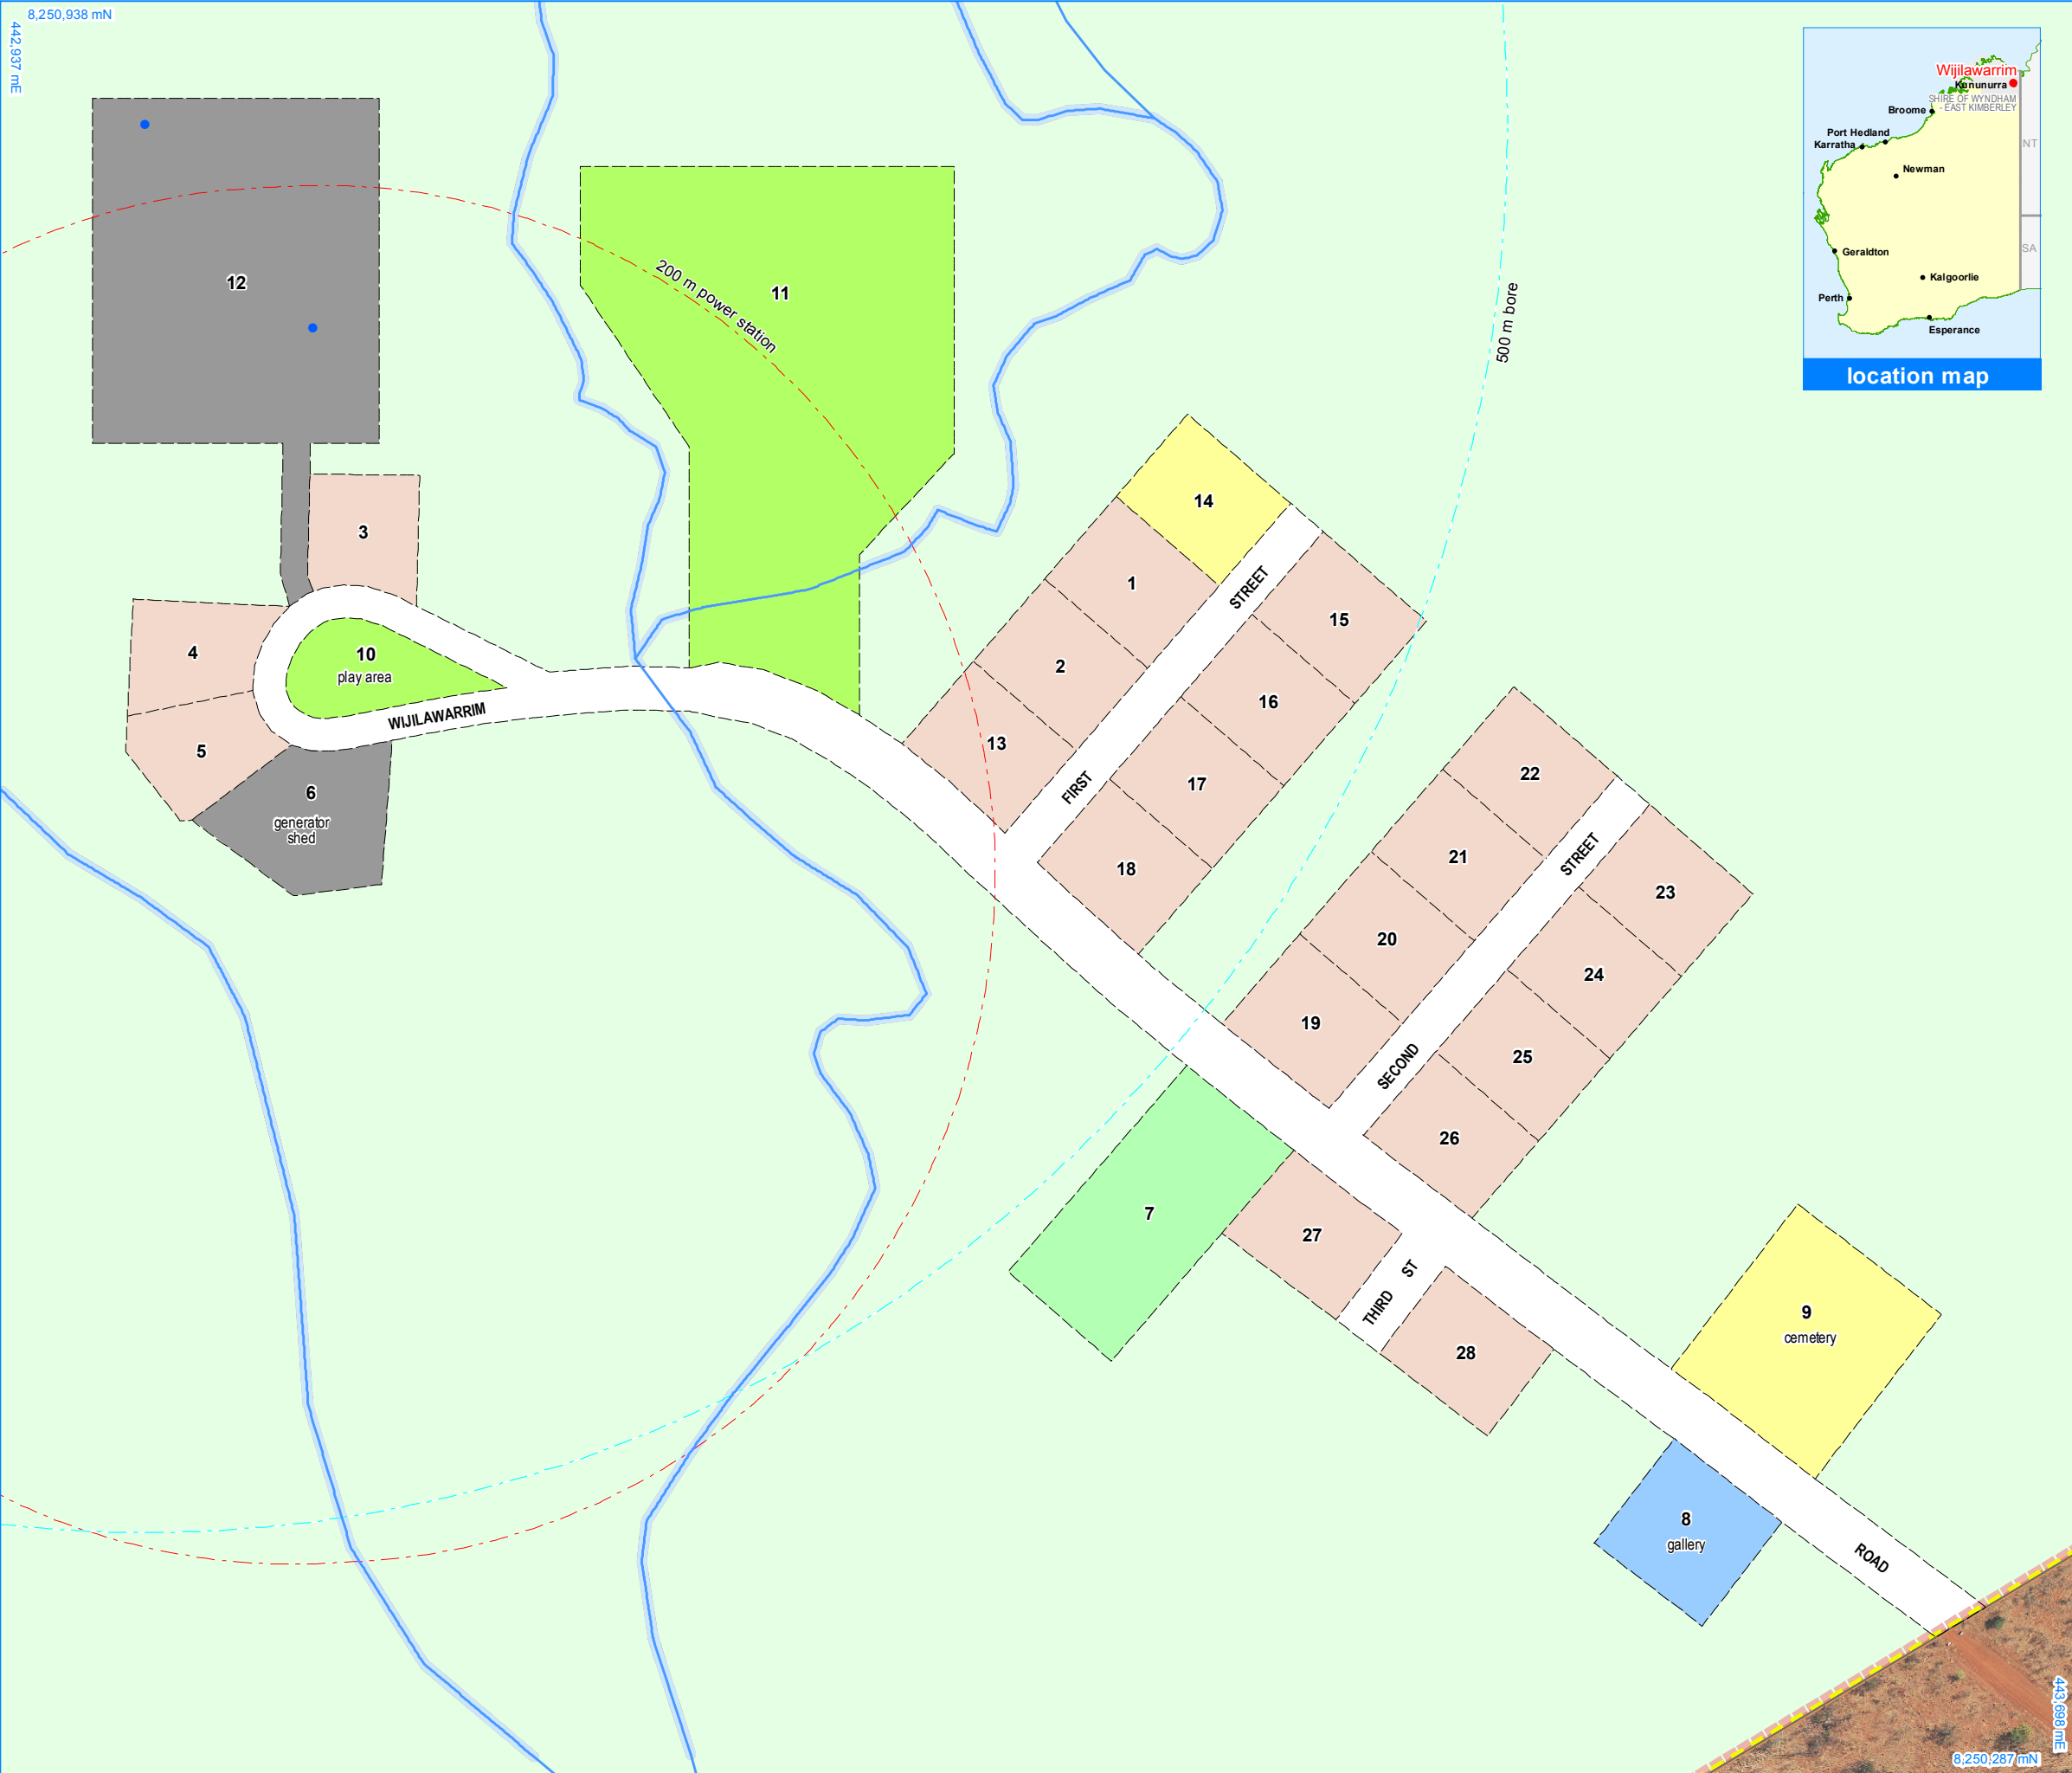 8,250,938 mN
442,937 mE
Wijilawarrim
Kununurra
SHIRE OF WYNDHAM
- EAST KIMBERLEY
Broome
Port Hedland
Karratha
NT
Newman
SA
Geraldton
Kalgoorlie
Perth
Esperance
location map
12
11
200 m power station
500 m bore
3
14
1
STREET
15
4
10
play area
2
16
WIJILAWARRIM
5
13
FIRST
17
6
generator
shed
18
22
21
STREET
23
20
24
19
SECOND
25
26
7
27
THIRD ST
28
9
cemetery
8
gallery
ROAD
443,698 mE
8,250,287 mN